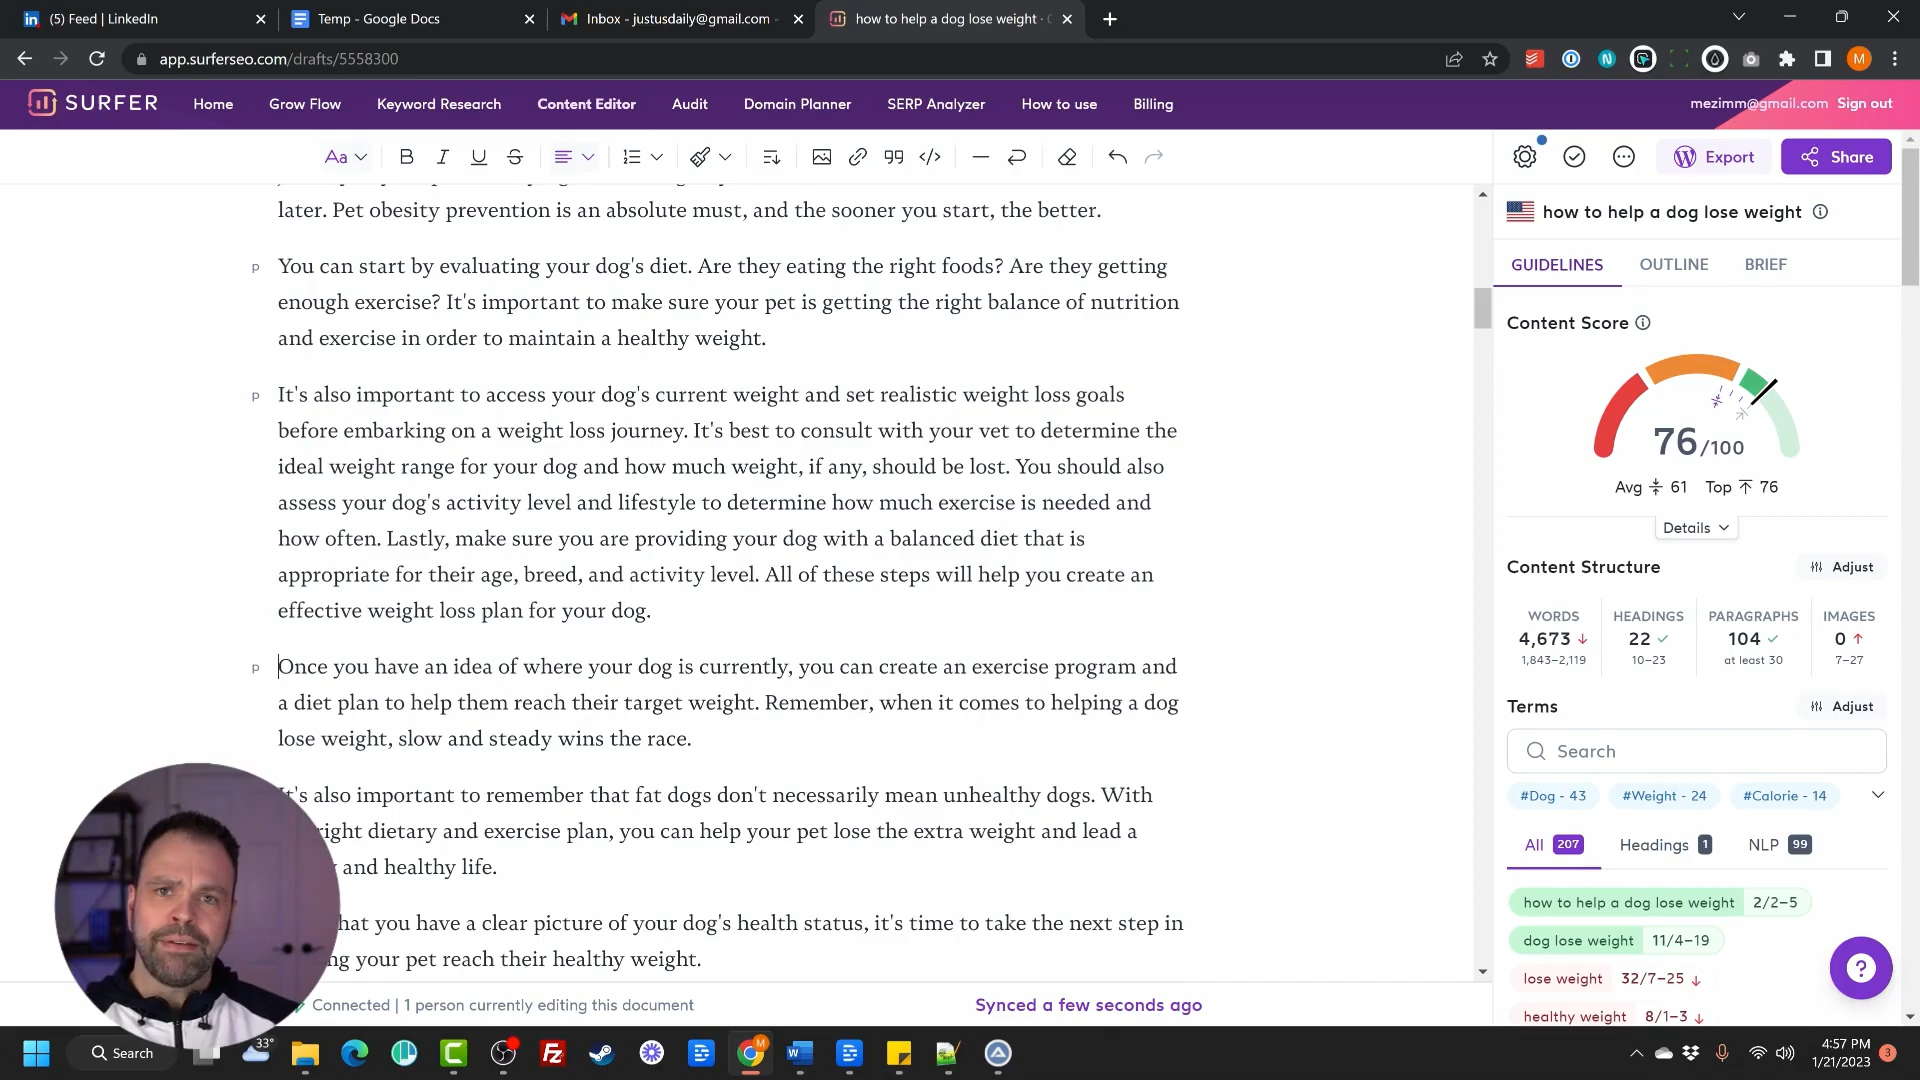 (5) Feed | LinkedIn
Temp - Google Docs
Inbox - justusdaily@gmail.com -
how to help a dog lose weight ·
app.surferseo.com/drafts/5558300
M
SURFER
Home
Grow Flow
Keyword Research
Content Editor
Audit
Domain Planner
SERP Analyzer
How to use
Billing
mezimm@gmail.com
Sign out
Aa
Export
Share
later. Pet obesity prevention is an absolute must, and the sooner you start, the better.
p
You can start by evaluating your dog's diet. Are they eating the right foods? Are they getting
enough exercise? It's important to make sure your pet is getting the right balance of nutrition
and exercise in order to maintain a healthy weight.
p
It's also important to access your dog's current weight and set realistic weight loss goals
before embarking on a weight loss journey. It's best to consult with your vet to determine the
ideal weight range for your dog and how much weight, if any, should be lost. You should also
assess your dog's activity level and lifestyle to determine how much exercise is needed and
how often. Lastly, make sure you are providing your dog with a balanced diet that is
appropriate for their age, breed, and activity level. All of these steps will help you create an
effective weight loss plan for your dog.
p
Once you have an idea of where your dog is currently, you can create an exercise program and
a diet plan to help them reach their target weight. Remember, when it comes to helping a dog
lose weight, slow and steady wins the race.
It's also important to remember that fat dogs don't necessarily mean unhealthy dogs. With
right dietary and exercise plan, you can help your pet lose the extra weight and lead a
and healthy life.
you have a clear picture of your dog's health status, it's time to take the next step in
your pet reach their healthy weight.
Connected | 1 person currently editing this document
Synced a few seconds ago
how to help a dog lose weight
GUIDELINES
OUTLINE
BRIEF
Content Score
76/100
Avg 61 Top 76
Details
Content Structure
Adjust
WORDS
HEADINGS
PARAGRAPHS
IMAGES
4,673 ↓
22 ✓
104 ✓
0 ↑
1,843–2,119
10–23
at least 30
7–27
Terms
Adjust
Search
#Dog - 43
#Weight - 24
#Calorie - 14
All 207
Headings 1
NLP 99
how to help a dog lose weight 2/2–5
dog lose weight 11/4–19
lose weight 32/7–25 ↓
healthy weight 8/1–3 ↓
?
33°
Search
Fz
W
M
4:57 PM
1/21/2023
3